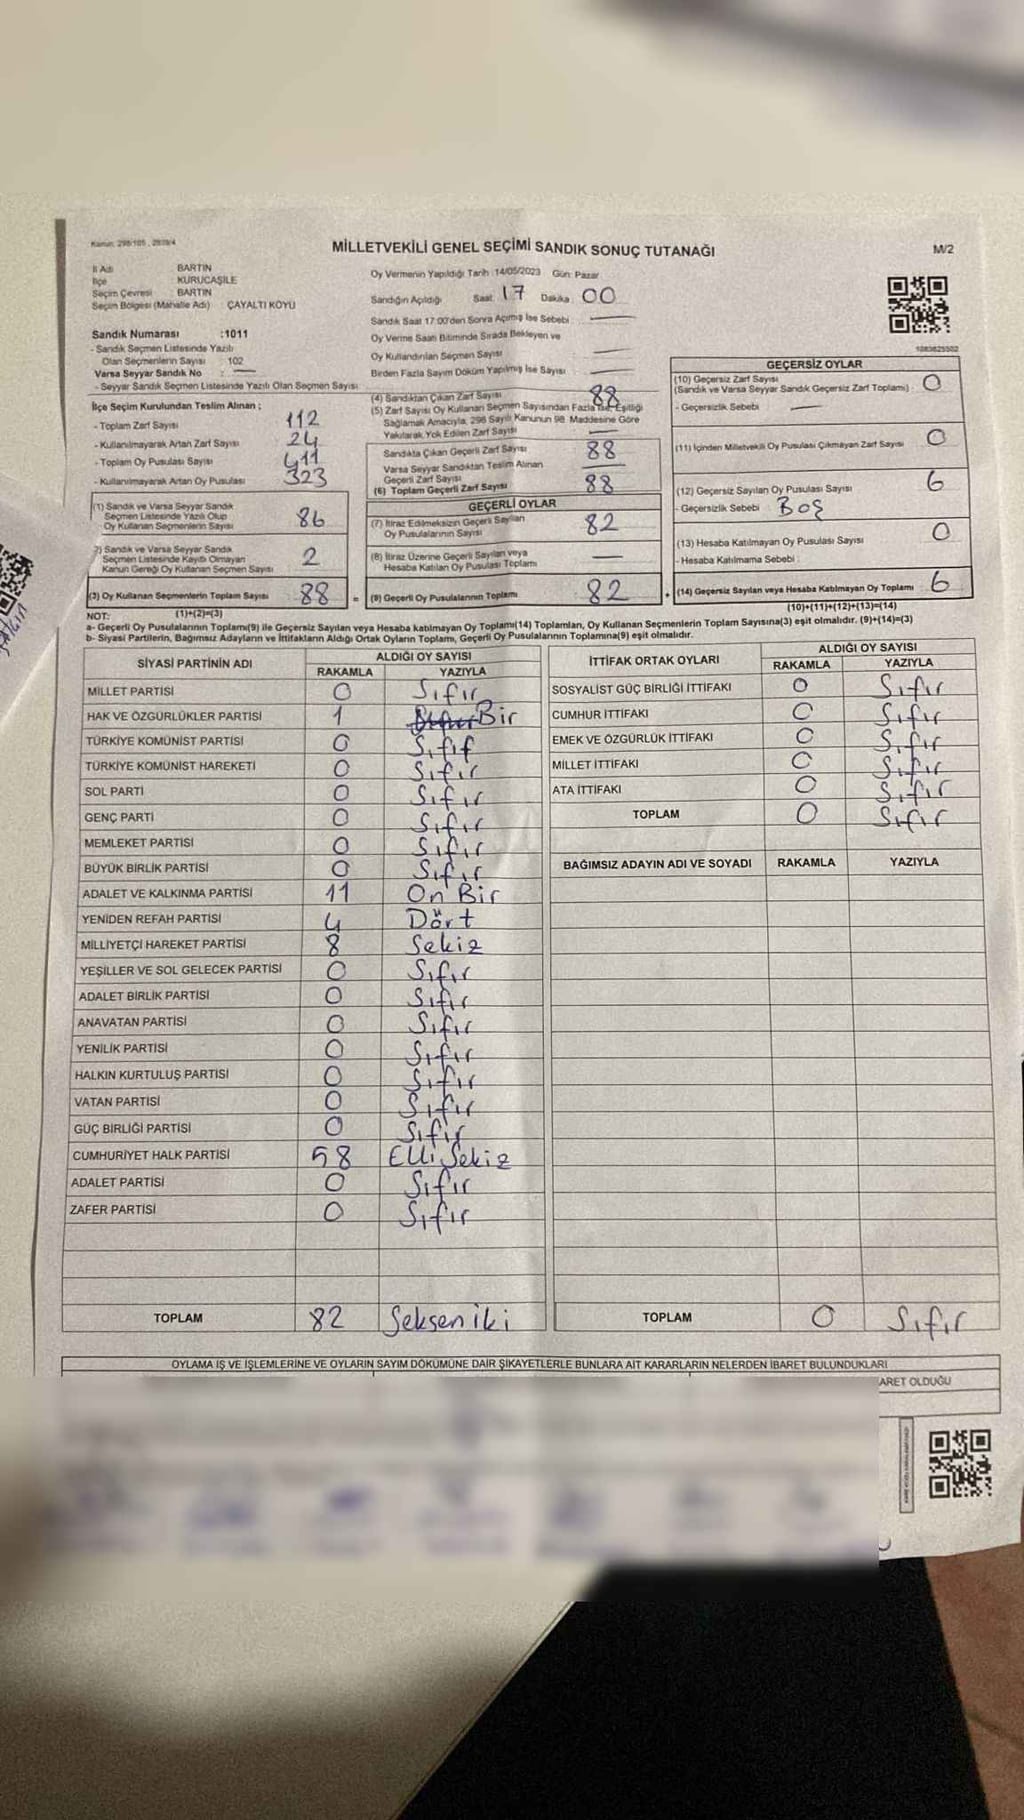 Kanun: 298/105, 2839/4
MİLLETVEKİLİ GENEL SEÇİMİ SANDIK SONUÇ TUTANAĞI
M/2
İl Adı BARTIN
İlçe KURUCAŞİLE
Seçim Çevresi BARTIN
Seçim Bölgesi (Mahalle Adı) ÇAYALTI KÖYÜ
Oy Vermenin Yapıldığı Tarih :14/05/2023 Gün: Pazar
Sandığın Açıldığı Saat: 17 Dakika 00
Sandık Saat 17:00'den Sonra Açılmış İse Sebebi
Oy Verme Saati Bitiminde Sırada Bekleyen ve
Oy Kullandırılan Seçmen Sayısı
Birden Fazla Sayım Döküm Yapılmış İse Sayısı
Sandık Numarası :1011
- Sandık Seçmen Listesinde Yazılı
Olan Seçmenlerin Sayısı 102
Varsa Seyyar Sandık No :
- Seyyar Sandık Seçmen Listesinde Yazılı Olan Seçmen Sayısı
İlçe Seçim Kurulundan Teslim Alınan ;
- Toplam Zarf Sayısı 112
- Kullanılmayarak Artan Zarf Sayısı 24
- Toplam Oy Pusulası Sayısı 411
- Kullanılmayarak Artan Oy Pusulası 323
(1) Sandık ve Varsa Seyyar Sandık
Seçmen Listesinde Yazılı Olup
Oy Kullanan Seçmenlerin Sayısı 86
2) Sandık ve Varsa Seyyar Sandık
Seçmen Listesinde Kayıtlı Olmayan
Kanun Gereği Oy Kullanan Seçmen Sayısı 2
(3) Oy Kullanan Seçmenlerin Toplam Sayısı 88 =
(1)+(2)=(3)
(4) Sandıktan Çıkan Zarf Sayısı 88
(5) Zarf Sayısı Oy Kullanan Seçmen Sayısından Fazla İse, Eşitliği
Sağlamak Amacıyla, 298 Sayılı Kanunun 98. Maddesine Göre
Yakılarak Yok Edilen Zarf Sayısı
Sandıkta Çıkan Geçerli Zarf Sayısı 88
Varsa Seyyar Sandıktan Teslim Alınan
Geçerli Zarf Sayısı
(6) Toplam Geçerli Zarf Sayısı 88
GEÇERLİ OYLAR
(7) İtiraz Edilmeksizin Geçerli Sayılan
Oy Pusulalarının Sayısı 82
(8) İtiraz Üzerine Geçerli Sayılan veya
Hesaba Katılan Oy Pusulası Toplamı
(9) Geçerli Oy Pusulalarının Toplamı 82 +
1083625502
GEÇERSİZ OYLAR
(10) Geçersiz Zarf Sayısı
(Sandık ve Varsa Seyyar Sandık Geçersiz Zarf Toplamı) 0
- Geçersizlik Sebebi
(11) İçinden Milletvekili Oy Pusulası Çıkmayan Zarf Sayısı 0
(12) Geçersiz Sayılan Oy Pusulası Sayısı 6
- Geçersizlik Sebebi BOŞ
(13) Hesaba Katılmayan Oy Pusulası Sayısı 0
- Hesaba Katılmama Sebebi
(14) Geçersiz Sayılan veya Hesaba Katılmayan Oy Toplamı 6
(10)+(11)+(12)+(13)=(14)
NOT:
a- Geçerli Oy Pusulalarının Toplamı(9) ile Geçersiz Sayılan veya Hesaba Katılmayan Oy Toplamı(14) Toplamları, Oy Kullanan Seçmenlerin Toplam Sayısına(3) eşit olmalıdır. (9)+(14)=(3)
b- Siyasi Partilerin, Bağımsız Adayların ve İttifakların Aldığı Ortak Oyların Toplamı, Geçerli Oy Pusulalarının Toplamına(9) eşit olmalıdır.
SİYASİ PARTİNİN ADI ALDIĞI OY SAYISI
RAKAMLA YAZIYLA
MİLLET PARTİSİ 0 Sıfır
HAK VE ÖZGÜRLÜKLER PARTİSİ 1 Bir
TÜRKİYE KOMÜNİST PARTİSİ 0 Sıfır
TÜRKİYE KOMÜNİST HAREKETİ 0 Sıfır
SOL PARTİ 0 Sıfır
GENÇ PARTİ 0 Sıfır
MEMLEKET PARTİSİ 0 Sıfır
BÜYÜK BİRLİK PARTİSİ 0 Sıfır
ADALET VE KALKINMA PARTİSİ 11 On Bir
YENİDEN REFAH PARTİSİ 4 Dört
MİLLİYETÇİ HAREKET PARTİSİ 8 Sekiz
YEŞİLLER VE SOL GELECEK PARTİSİ 0 Sıfır
ADALET BİRLİK PARTİSİ 0 Sıfır
ANAVATAN PARTİSİ 0 Sıfır
YENİLİK PARTİSİ 0 Sıfır
HALKIN KURTULUŞ PARTİSİ 0 Sıfır
VATAN PARTİSİ 0 Sıfır
GÜÇ BİRLİĞİ PARTİSİ 0 Sıfır
CUMHURİYET HALK PARTİSİ 58 Elli Sekiz
ADALET PARTİSİ 0 Sıfır
ZAFER PARTİSİ 0 Sıfır
TOPLAM 82 Seksen iki
İTTİFAK ORTAK OYLARI ALDIĞI OY SAYISI
RAKAMLA YAZIYLA
SOSYALİST GÜÇ BİRLİĞİ İTTİFAKI 0 Sıfır
CUMHUR İTTİFAKI 0 Sıfır
EMEK VE ÖZGÜRLÜK İTTİFAKI 0 Sıfır
MİLLET İTTİFAKI 0 Sıfır
ATA İTTİFAKI 0 Sıfır
TOPLAM 0 Sıfır
BAĞIMSIZ ADAYIN ADI VE SOYADI RAKAMLA YAZIYLA
TOPLAM 0 Sıfır
OYLAMA İŞ VE İŞLEMLERİNE VE OYLARIN SAYIM DÖKÜMÜNE DAİR ŞİKAYETLERLE BUNLARA AİT KARARLARIN NELERDEN İBARET BULUNDUKLARI
ARET OLDUĞU